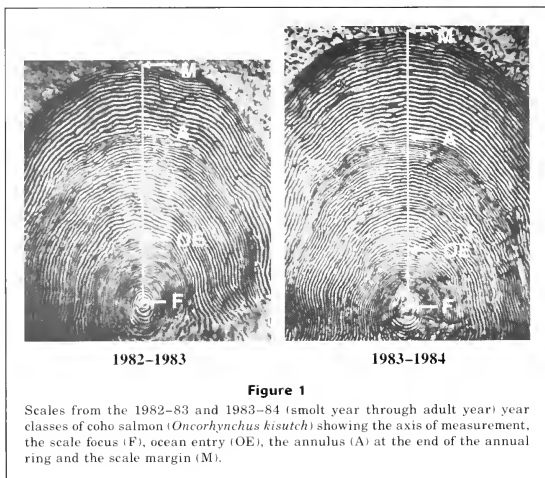 M
A
OE
F
M
A
OE
F
1982–1983
1983–1984
Figure 1
Scales from the 1982–83 and 1983–84 (smolt year through adult year) year
classes of coho salmon (Oncorhynchus kisutch) showing the axis of measurement,
the scale focus (F), ocean entry (OE), the annulus (A) at the end of the annual
ring and the scale margin (M).